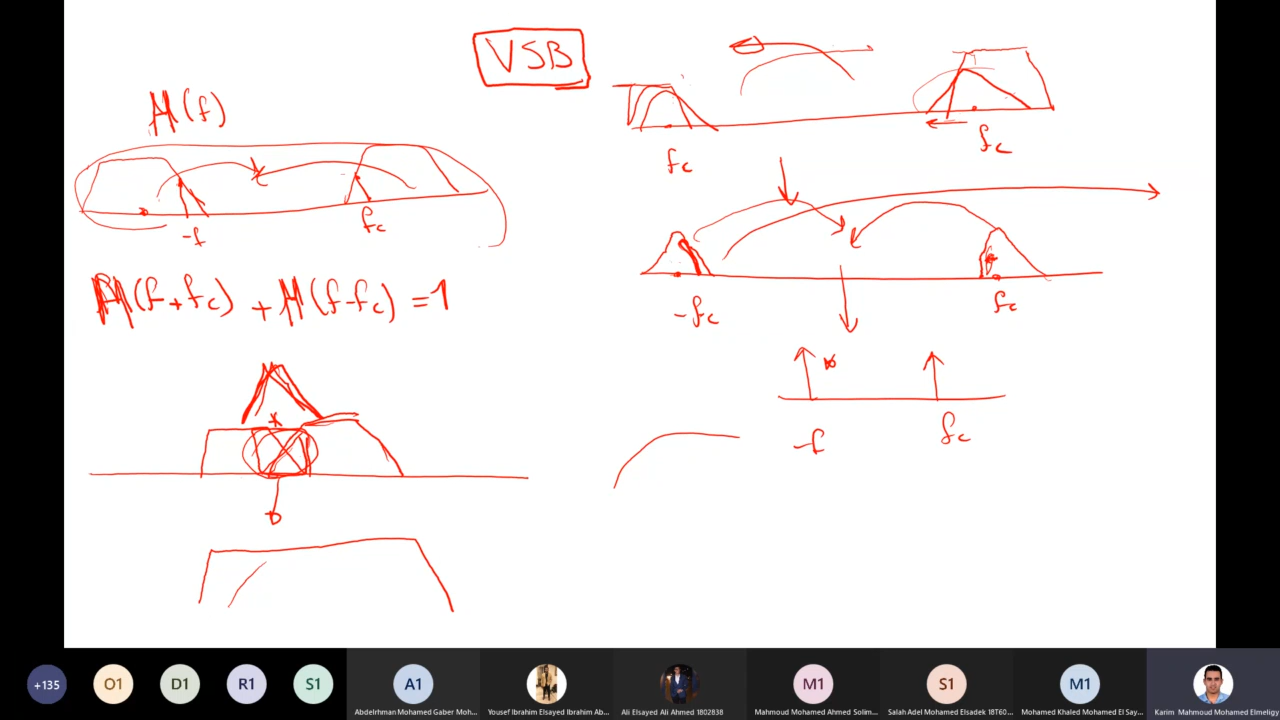 VSB
H(f)
-f
fc
fc
fc
H(f+fc) + H(f-fc) = 1
-fc
fc
-f
fc
+135
O1
D1
R1
S1
A1
Abdelrhman Mohamed Gaber Moh...
Yousef Ibrahim Elsayed Ibrahim Ab...
Ali Elsayed Ali Ahmed 1802838
M1
Mahmoud Mohamed Ahmed Solim...
S1
Salah Adel Mohamed Elsadek 18T60...
M1
Mohamed Khaled Mohamed El Say...
Karim Mahmoud Mohamed Elmeligy